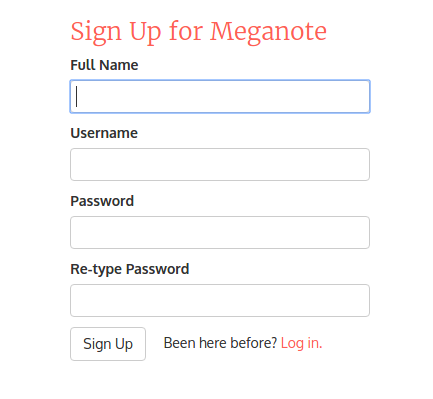 Sign Up for Meganote
Full Name
Username
Password
Re-type Password
Sign Up Been here before? Log in.